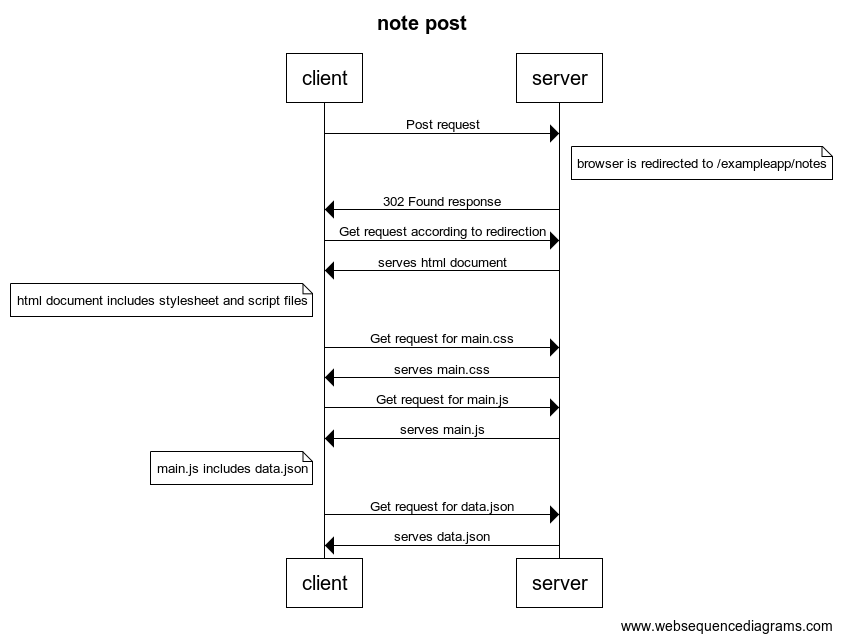 note post
client
server
Post request
browser is redirected to /exampleapp/notes
302 Found response
Get request according to redirection
serves html document
html document includes stylesheet and script files
Get request for main.css
serves main.css
Get request for main.js
serves main.js
main.js includes data.json
Get request for data.json
serves data.json
client
server
www.websequencediagrams.com